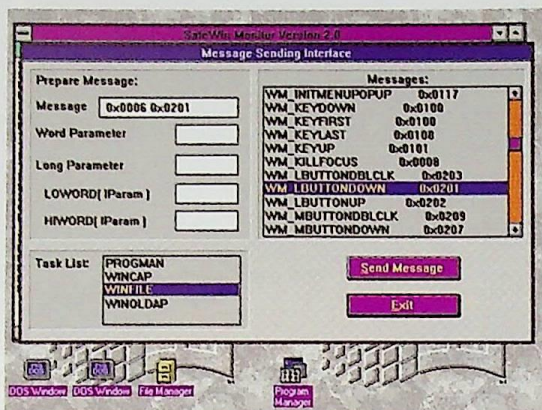 SafeWin Monitor Version 2.0
Message Sending Interface
Prepare Message:
Message 0x0006 0x0201
Word Parameter
Long Parameter
LOWORD( lParam )
HIWORD( lParam )
Messages:
WM_INITMENUPOPUP 0x0117
WM_KEYDOWN 0x0100
WM_KEYFIRST 0x0100
WM_KEYLAST 0x0108
WM_KEYUP 0x0101
WM_KILLFOCUS 0x0008
WM_LBUTTONDBLCLK 0x0203
WM_LBUTTONDOWN 0x0201
WM_LBUTTONUP 0x0202
WM_MBUTTONDBLCLK 0x0209
WM_MBUTTONDOWN 0x0207
Task List:
PROGMAN
WINCAP
WINFILE
WINOLDAP
Send Message
Exit
DOS Window
DOS Window
File Manager
Program
Manager